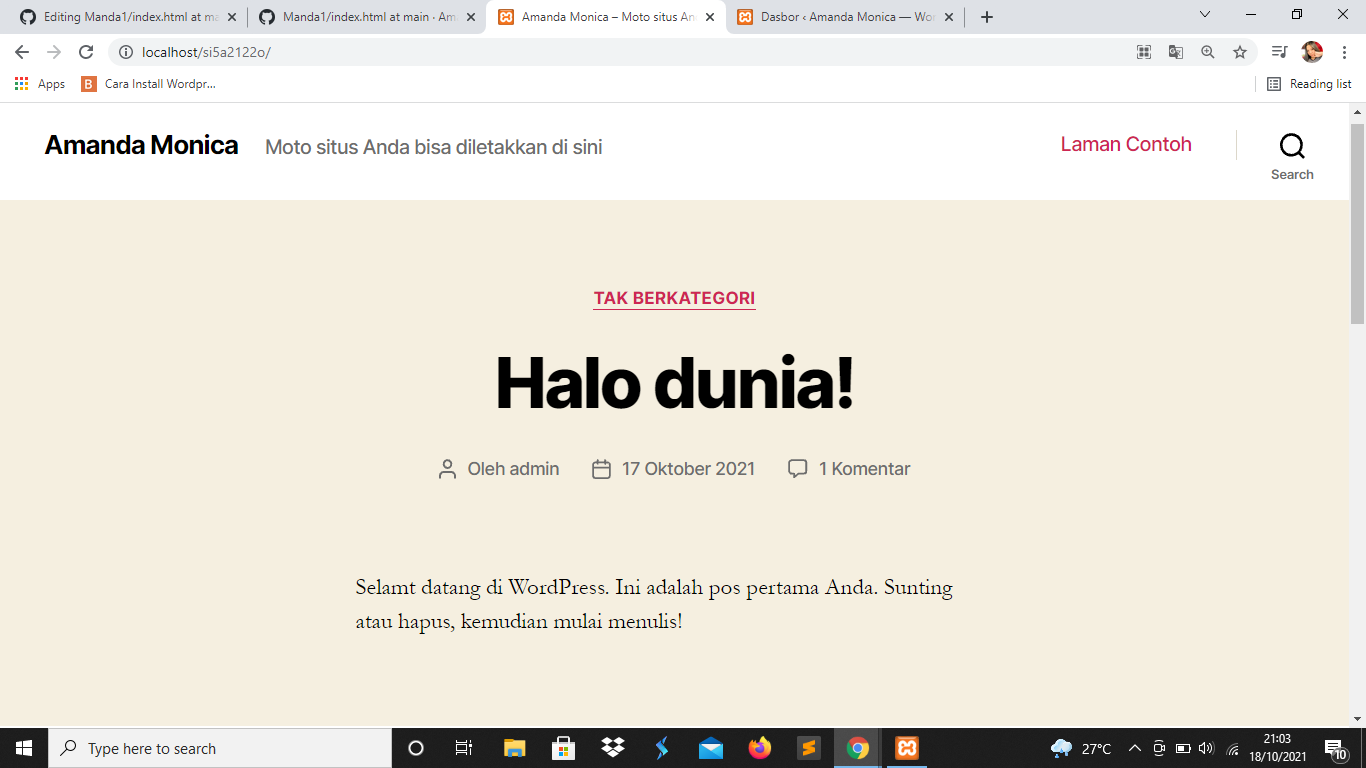 Editing Manda1/index.html at ma
Manda1/index.html at main · Am
Amanda Monica – Moto situs An
Dasbor ‹ Amanda Monica — Wor
localhost/si5a2122o/
Apps
Cara Install Wordpr...
Reading list
Amanda Monica
Moto situs Anda bisa diletakkan di sini
Laman Contoh
Search
TAK BERKATEGORI
Halo dunia!
Oleh admin
17 Oktober 2021
1 Komentar
Selamt datang di WordPress. Ini adalah pos pertama Anda. Sunting
atau hapus, kemudian mulai menulis!
Type here to search
27°C
21:03
18/10/2021
10